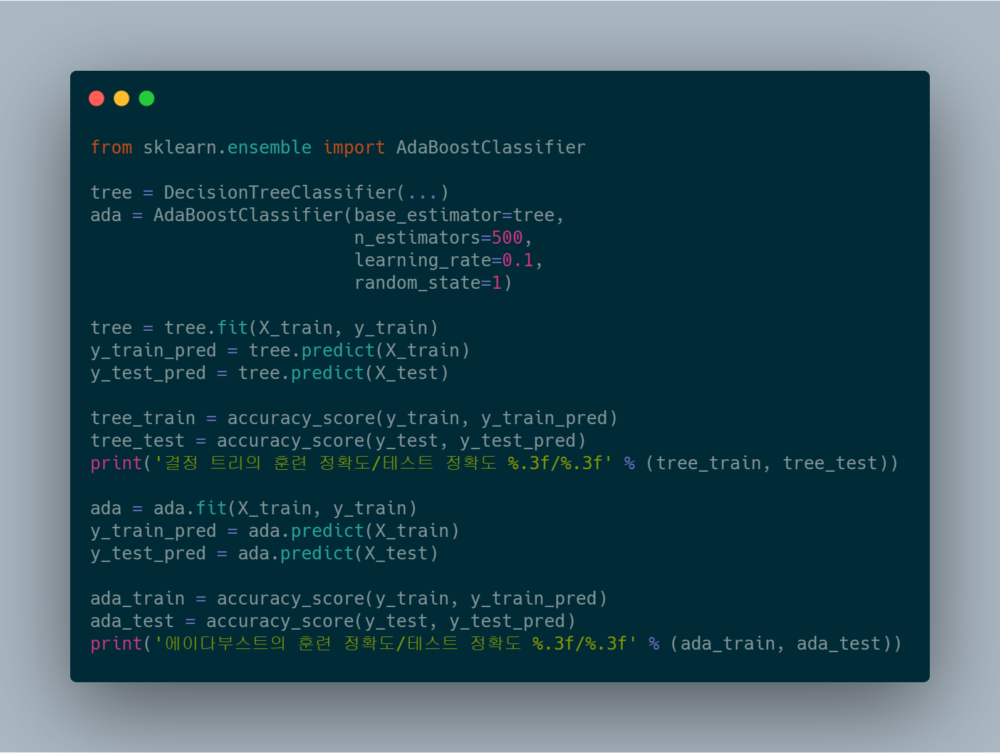 from sklearn.ensemble import AdaBoostClassifier
tree = DecisionTreeClassifier(...)
ada = AdaBoostClassifier(base_estimator=tree,
n_estimators=500,
learning_rate=0.1,
random_state=1)
tree = tree.fit(X_train, y_train)
y_train_pred = tree.predict(X_train)
y_test_pred = tree.predict(X_test)
tree_train = accuracy_score(y_train, y_train_pred)
tree_test = accuracy_score(y_test, y_test_pred)
print('결정 트리의 훈련 정확도/테스트 정확도 %.3f/%.3f' % (tree_train, tree_test))
ada = ada.fit(X_train, y_train)
y_train_pred = ada.predict(X_train)
y_test_pred = ada.predict(X_test)
ada_train = accuracy_score(y_train, y_train_pred)
ada_test = accuracy_score(y_test, y_test_pred)
print('에이다부스트의 훈련 정확도/테스트 정확도 %.3f/%.3f' % (ada_train, ada_test))